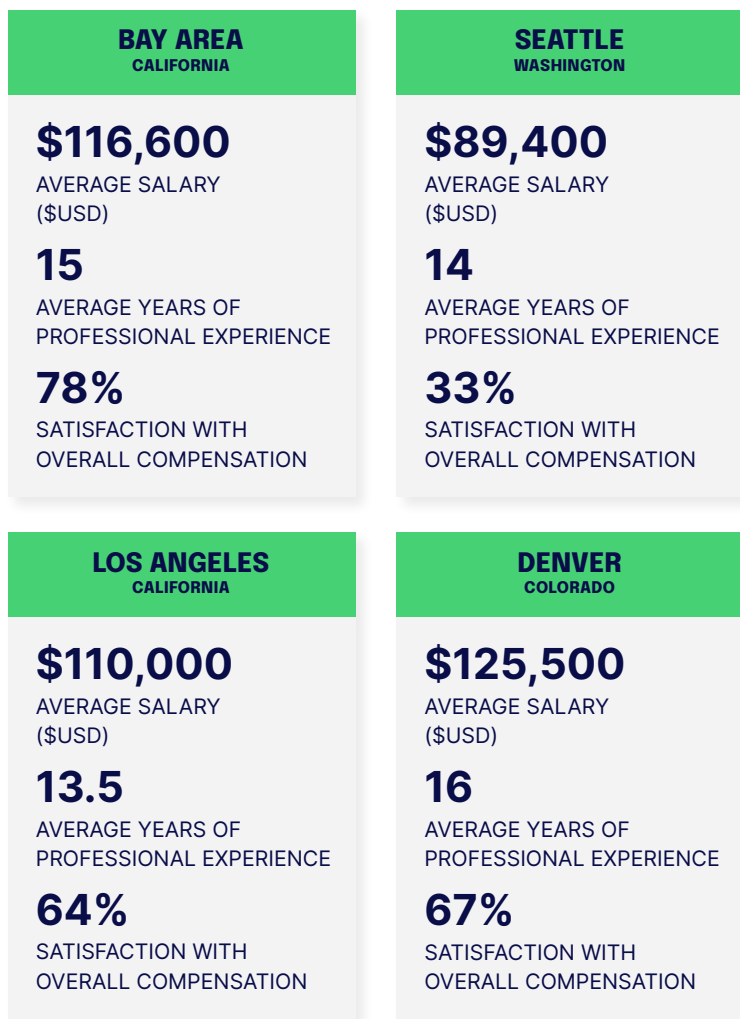 BAY AREA
CALIFORNIA
$116,600
AVERAGE SALARY
($USD)
15
AVERAGE YEARS OF
PROFESSIONAL EXPERIENCE
78%
SATISFACTION WITH
OVERALL COMPENSATION
SEATTLE
WASHINGTON
$89,400
AVERAGE SALARY
($USD)
14
AVERAGE YEARS OF
PROFESSIONAL EXPERIENCE
33%
SATISFACTION WITH
OVERALL COMPENSATION
LOS ANGELES
CALIFORNIA
$110,000
AVERAGE SALARY
($USD)
13.5
AVERAGE YEARS OF
PROFESSIONAL EXPERIENCE
64%
SATISFACTION WITH
OVERALL COMPENSATION
DENVER
COLORADO
$125,500
AVERAGE SALARY
($USD)
16
AVERAGE YEARS OF
PROFESSIONAL EXPERIENCE
67%
SATISFACTION WITH
OVERALL COMPENSATION